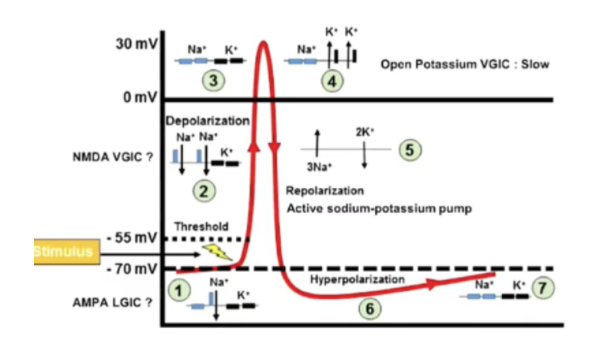 30 mV
Na⁺ K⁺
3
Na⁺ K⁺ K⁺
4
Open Potassium VGIC : Slow
0 mV
Depolarization
Na⁺ Na⁺ K⁺
2
NMDA VGIC ?
2K⁺
3Na⁺
5
Repolarization
Active sodium-potassium pump
Threshold
- 55 mV
Stimulus
- 70 mV
1
Na⁺ K⁺
AMPA LGIC ?
Hyperpolarization
6
Na⁺ K⁺
7